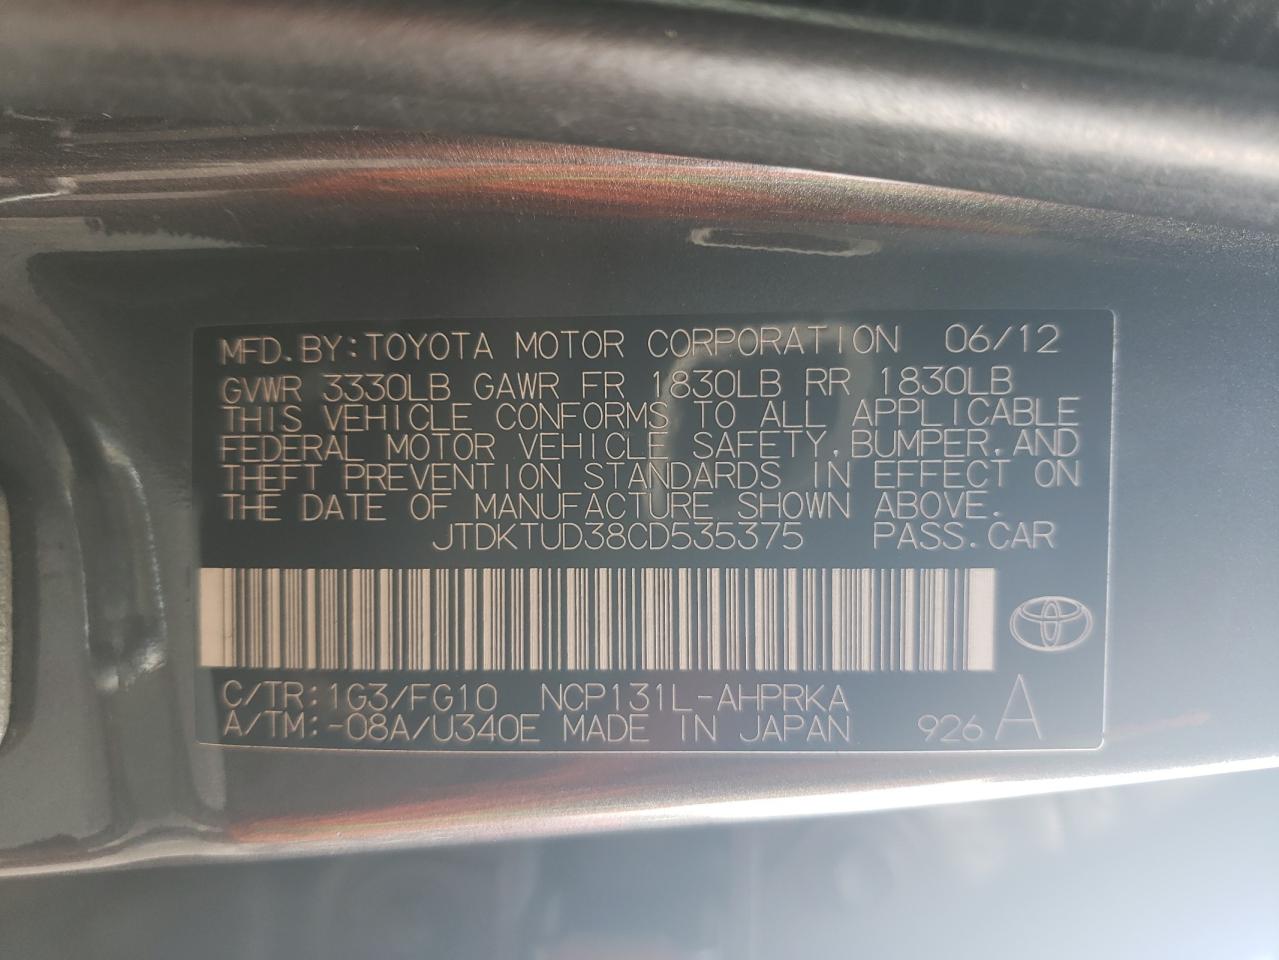 MFD.BY:TOYOTA MOTOR CORPORATION 06/12
GVWR 3330LB GAWR FR 1830LB RR 1830LB
THIS VEHICLE CONFORMS TO ALL APPLICABLE
FEDERAL MOTOR VEHICLE SAFETY,BUMPER,AND
THEFT PREVENTION STANDARDS IN EFFECT ON
THE DATE OF MANUFACTURE SHOWN ABOVE.
JTDKTUD38CD535375 PASS.CAR
C/TR:1G3/FG10 NCP131L-AHPRKA
A/TM:-08A/U340E MADE IN JAPAN 926 A